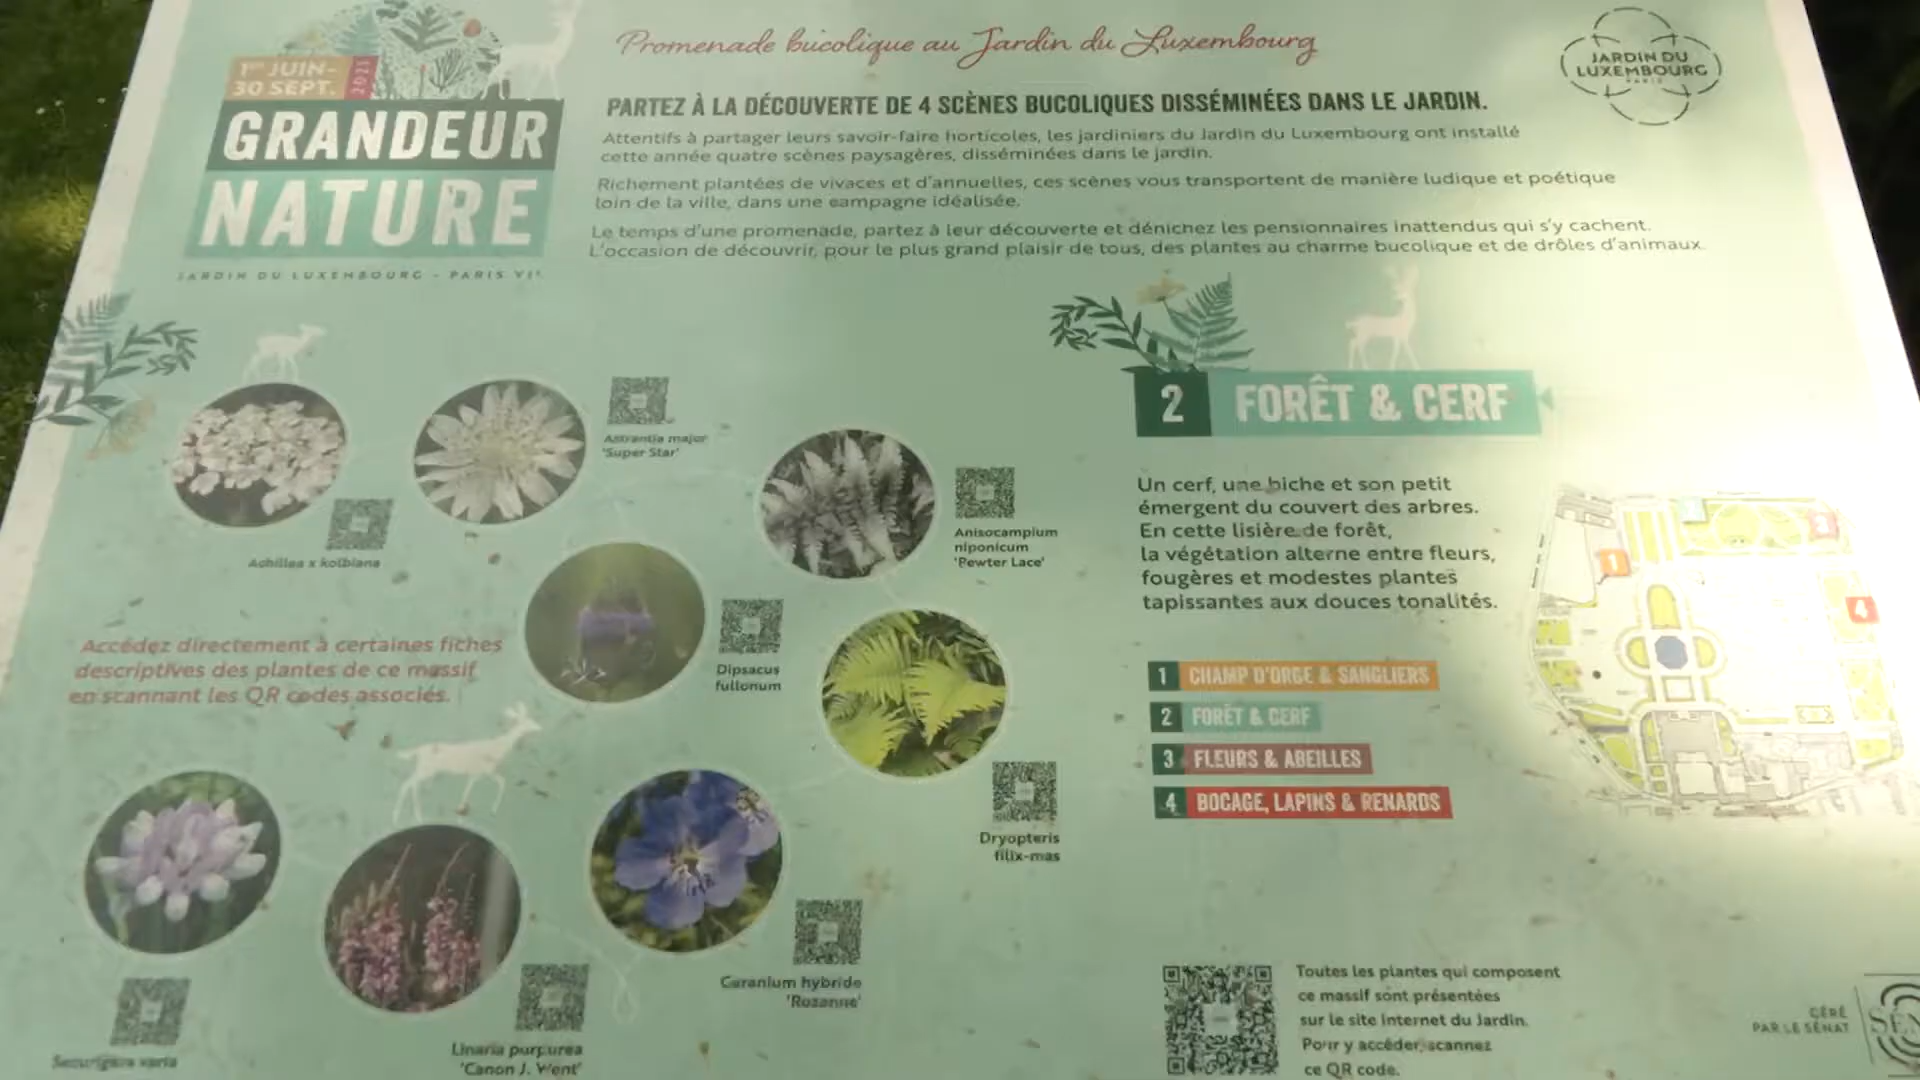 1ER JUIN-
30 SEPT.
2021
GRANDEUR
NATURE
JARDIN DU LUXEMBOURG - PARIS VIE
Promenade bucolique au Jardin du Luxembourg
JARDIN DU
LUXEMBOURG
PARIS
PARTEZ À LA DÉCOUVERTE DE 4 SCÈNES BUCOLIQUES DISSÉMINÉES DANS LE JARDIN.
Attentifs à partager leurs savoir-faire horticoles, les jardiniers du Jardin du Luxembourg ont installé
cette année quatre scènes paysagères, disséminées dans le jardin.
Richement plantées de vivaces et d'annuelles, ces scènes vous transportent de manière ludique et poétique
loin de la ville, dans une campagne idéalisée.
Le temps d'une promenade, partez à leur découverte et dénichez les pensionnaires inattendus qui s'y cachent.
L'occasion de découvrir, pour le plus grand plaisir de tous, des plantes au charme bucolique et de drôles d'animaux.
Astrantia major
'Super Star'
Achillea x kolbiana
Anisocampium
niponicum
'Pewter Lace'
Dipsacus
fullonum
Accédez directement à certaines fiches
descriptives des plantes de ce massif
en scannant les QR codes associés.
Dryopteris
filix-mas
Geranium hybride
'Rozanne'
Linaria purpurea
'Canon J. Went'
Securigera varia
2 FORÊT & CERF
Un cerf, une biche et son petit
émergent du couvert des arbres.
En cette lisière de forêt,
la végétation alterne entre fleurs,
fougères et modestes plantes
tapissantes aux douces tonalités.
1 CHAMP D'ORGE & SANGLIERS
2 FORÊT & CERF
3 FLEURS & ABEILLES
4 BOCAGE, LAPINS & RENARDS
1
3
4
Toutes les plantes qui composent
ce massif sont présentées
sur le site internet du Jardin.
Pour y accéder, scannez
ce QR code.
GÉRÉ
PAR LE SÉNAT